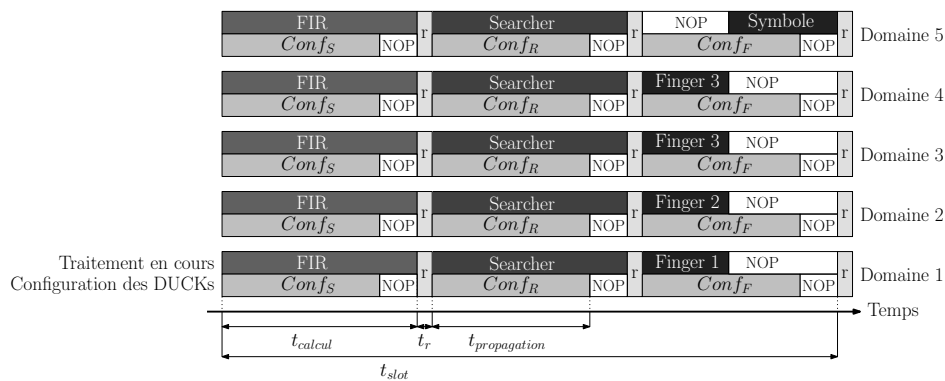 FIR r Searcher r NOP Symbole r Domaine 5
Conf_S NOP Conf_R NOP Conf_F NOP
FIR r Searcher r Finger 3 NOP r Domaine 4
Conf_S NOP Conf_R NOP Conf_F NOP
FIR r Searcher r Finger 3 NOP r Domaine 3
Conf_S NOP Conf_R NOP Conf_F NOP
FIR r Searcher r Finger 2 NOP r Domaine 2
Conf_S NOP Conf_R NOP Conf_F NOP
Traitement en cours FIR r Searcher r Finger 1 NOP r Domaine 1
Configuration des DUCKs Conf_S NOP Conf_R NOP Conf_F NOP
Temps
t_calcul t_r t_propagation
t_slot